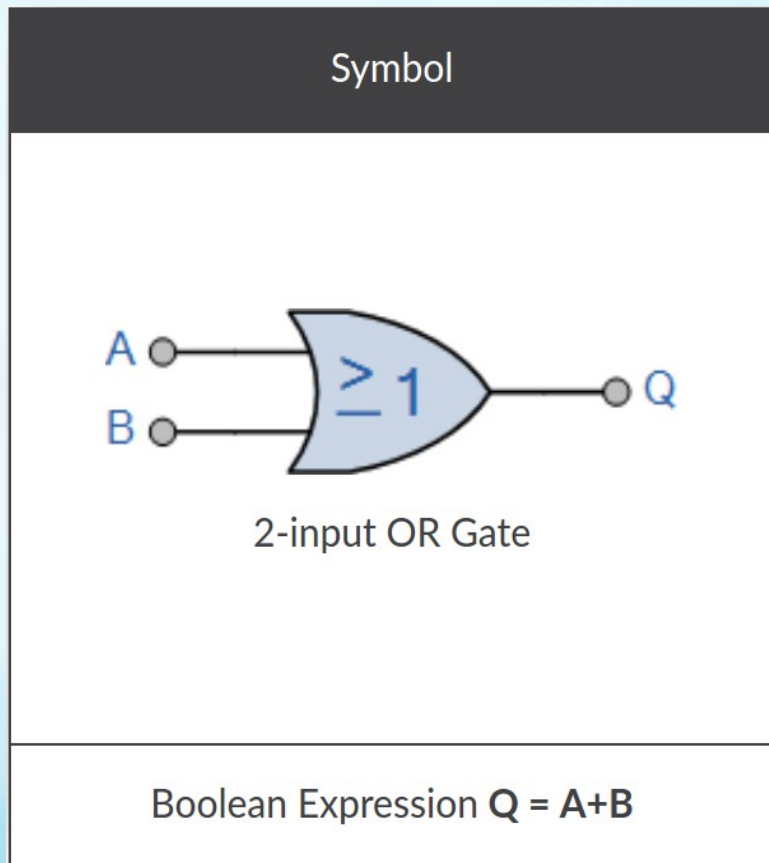 Symbol
A
≥1
Q
B
2-input OR Gate
Boolean Expression Q = A+B